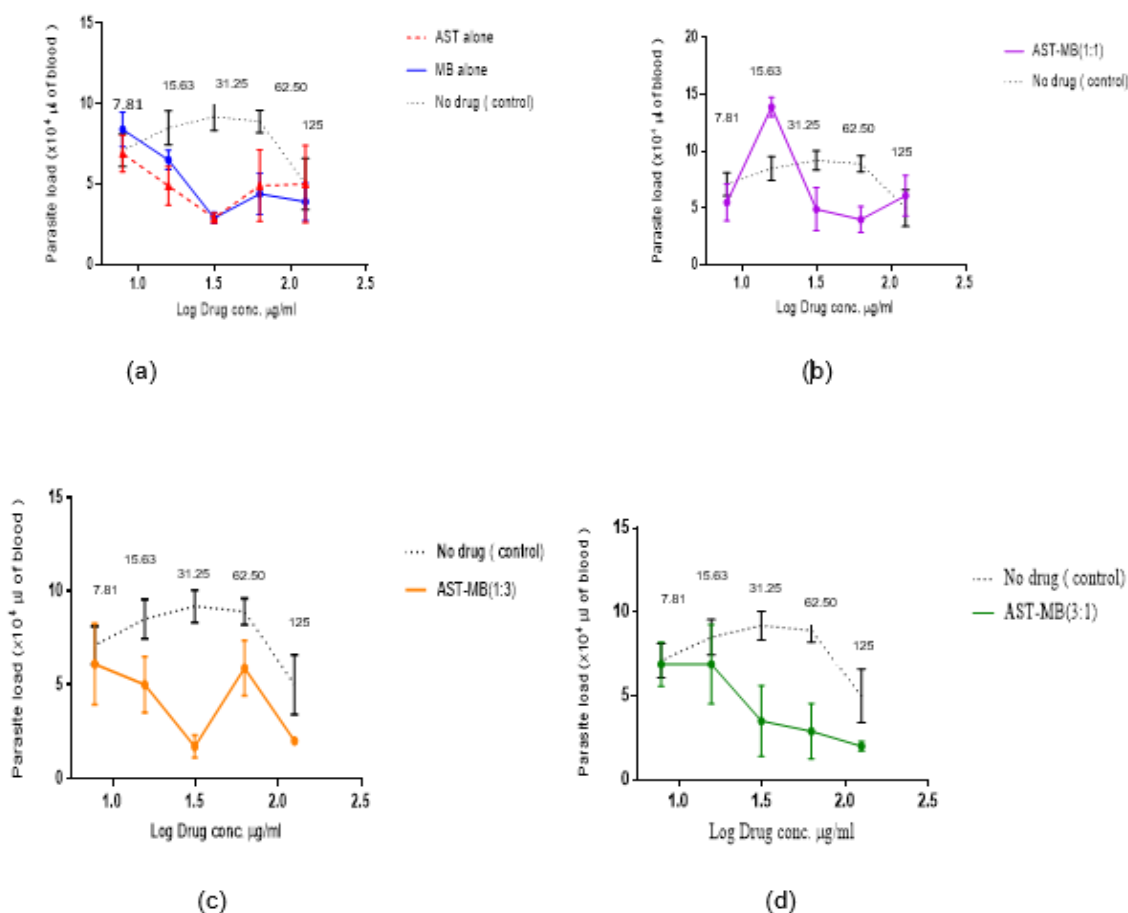 15
10
5
0
Parasite load (×10⁴ µl of blood )
7.81
15.63
31.25
62.50
125
AST alone
MB alone
No drug ( control)
1.0
1.5
2.0
2.5
Log Drug conc. µg/ml
(a)
20
15
10
5
0
Parasite load (×10⁴ µl of blood )
7.81
15.63
31.25
62.50
125
AST-MB(1:1)
No drug ( control)
1.0
1.5
2.0
2.5
Log Drug conc. µg/ml
(b)
15
10
5
0
Parasite load (×10⁴ µl of blood )
7.81
15.63
31.25
62.50
125
No drug ( control)
AST-MB(1:3)
1.0
1.5
2.0
2.5
Log Drug conc. µg/ml
(c)
15
10
5
0
Parasite load (×10⁴ µl of blood )
7.81
15.63
31.25
62.50
125
No drug ( control)
AST-MB(3:1)
1.0
1.5
2.0
2.5
Log Drug conc. µg/ml
(d)